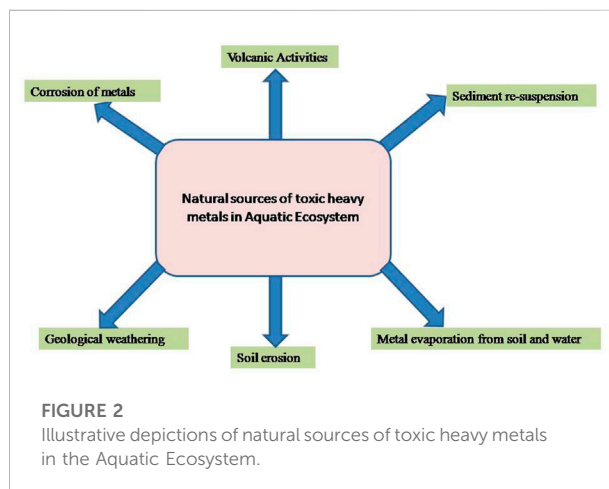 Volcanic Activities
Corrosion of metals
Sediment re-suspension
Natural sources of toxic heavy
metals in Aquatic Ecosystem
Geological weathering
Soil erosion
Metal evaporation from soil and water
FIGURE 2
Illustrative depictions of natural sources of toxic heavy metals
in the Aquatic Ecosystem.